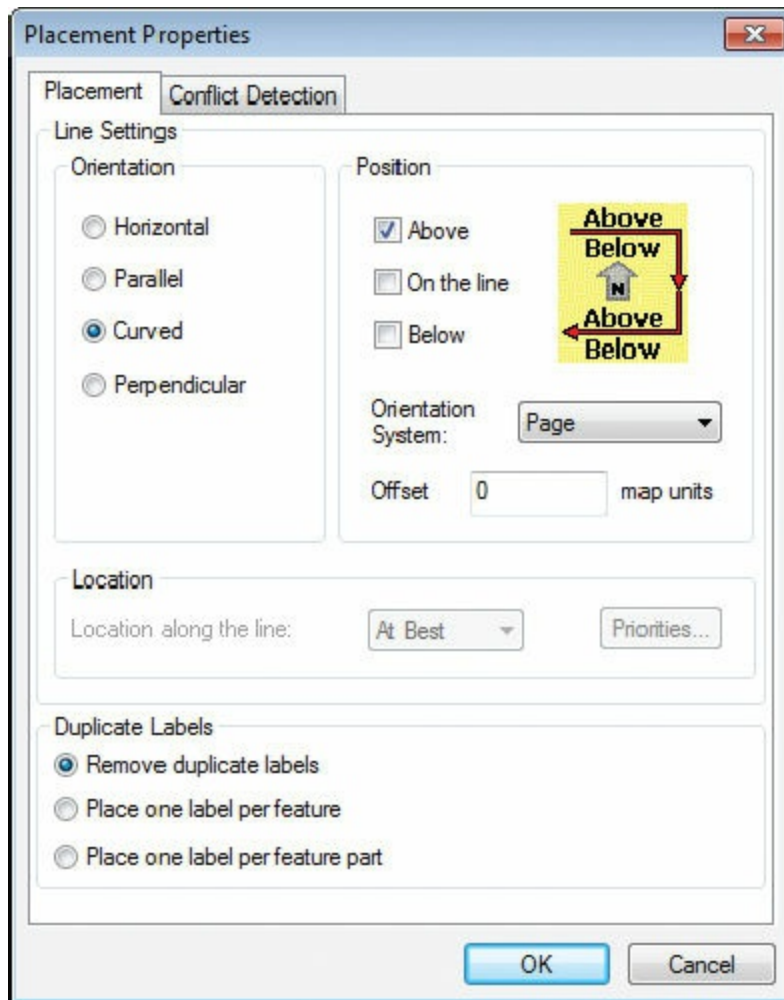 Placement Properties
Placement
Conflict Detection
Line Settings
Orientation
Horizontal
Parallel
Curved
Perpendicular
Position
Above
On the line
Below
Above
Below
N
Above
Below
Orientation
System:
Page
Offset
0
map units
Location
Location along the line:
At Best
Priorities...
Duplicate Labels
Remove duplicate labels
Place one label per feature
Place one label per feature part
OK
Cancel